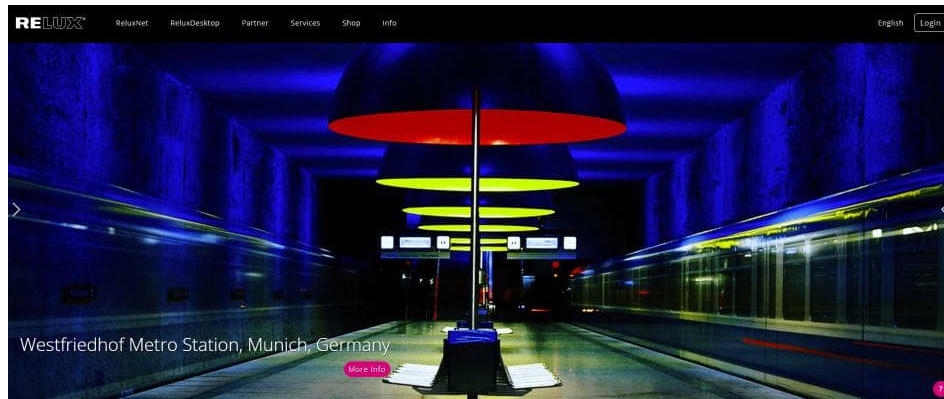 RELUX
ReluxNet ReluxDesktop Partner Services Shop Info English Login
Westfriedhof Metro Station, Munich, Germany
More Info
?